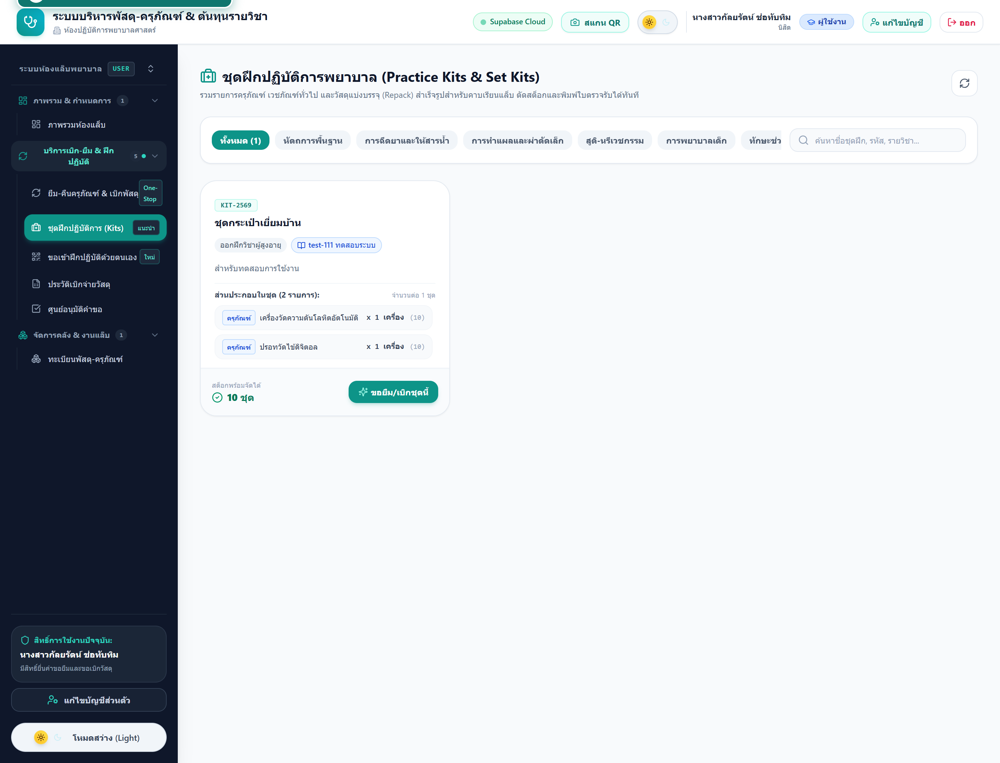 ระบบบริหารพัสดุ-ครุภัณฑ์ & ต้นทุนรายวิชา
ห้องปฏิบัติการพยาบาลศาสตร์
Supabase Cloud
สแกน QR
นางสาวกัลยรัตน์ ช่อทับทิม
นิสิต
ผู้ใช้งาน
แก้ไขบัญชี
ออก
ระบบห้องแล็บพยาบาล USER
ภาพรวม & กำหนดการ 1
ภาพรวมห้องแล็บ
บริการเบิก-ยืม & ฝึก
ปฏิบัติ
5
ยืม-คืนครุภัณฑ์ & เบิกพัสดุ
One-
Stop
ชุดฝึกปฏิบัติการ (Kits) แนะนำ
ขอเข้าฝึกปฏิบัติด้วยตนเอง ใหม่
ประวัติเบิกจ่ายวัสดุ
ศูนย์อนุมัติคำขอ
จัดการคลัง & งานแล็บ 1
ทะเบียนพัสดุ-ครุภัณฑ์
สิทธิ์การใช้งานปัจจุบัน:
นางสาวกัลยรัตน์ ช่อทับทิม
มีสิทธิ์ยื่นคำขอยืมและขอเบิกวัสดุ
แก้ไขบัญชีส่วนตัว
โหมดสว่าง (Light)
ชุดฝึกปฏิบัติการพยาบาล (Practice Kits & Set Kits)
รวมรายการครุภัณฑ์ เวชภัณฑ์ทั่วไป และวัสดุแบ่งบรรจุ (Repack) สำเร็จรูปสำหรับคาบเรียนแล็บ ตัดสต็อกและพิมพ์ใบตรวจรับได้ทันที
ทั้งหมด (1) หัตถการพื้นฐาน การฉีดยาและให้สารน้ำ การทำแผลและผ่าตัดเล็ก สูติ-นรีเวชกรรม การพยาบาลเด็ก ทักษะช่ว
ค้นหาชื่อชุดฝึก, รหัส, รายวิชา...
KIT-2569
ชุดกระเป๋าเยี่ยมบ้าน
ออกฝึกวิชาผู้สูงอายุ test-111 ทดสอบระบบ
สำหรับทดสอบการใช้งาน
ส่วนประกอบในชุด (2 รายการ): จำนวนต่อ 1 ชุด
ครุภัณฑ์ เครื่องวัดความดันโลหิตอัตโนมัติ x 1 เครื่อง (10)
ครุภัณฑ์ ปรอทวัดไข้ดิจิตอล x 1 เครื่อง (10)
สต็อกพร้อมจัดได้
10 ชุด
ขอยืม/เบิกชุดนี้